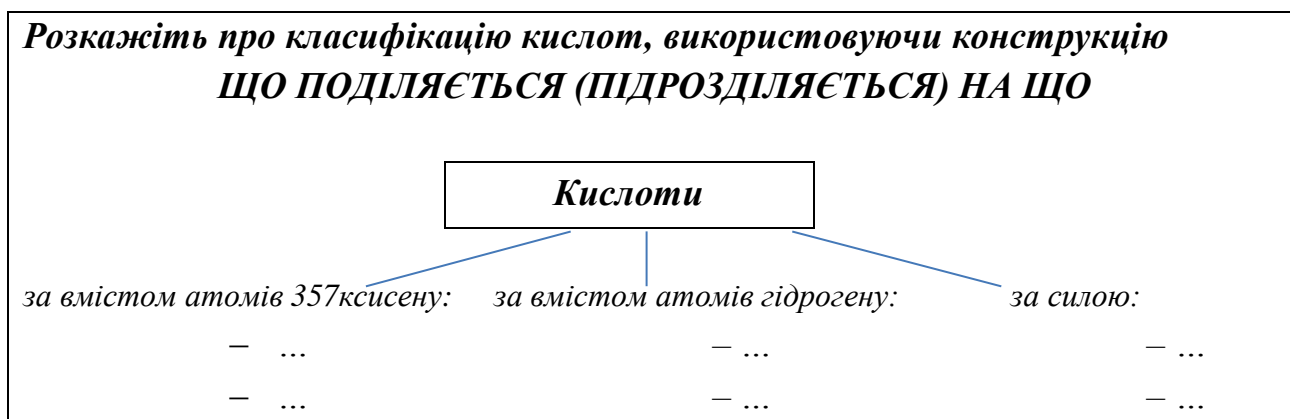 Розкажіть про класифікацію кислот, використовуючи конструкцію
ЩО ПОДІЛЯЄТЬСЯ (ПІДРОЗДІЛЯЄТЬСЯ) НА ЩО
Кислоти
за вмістом атомів 357ксисену: за вмістом атомів гідрогену: за силою:
– … – … – …
– … – … – …